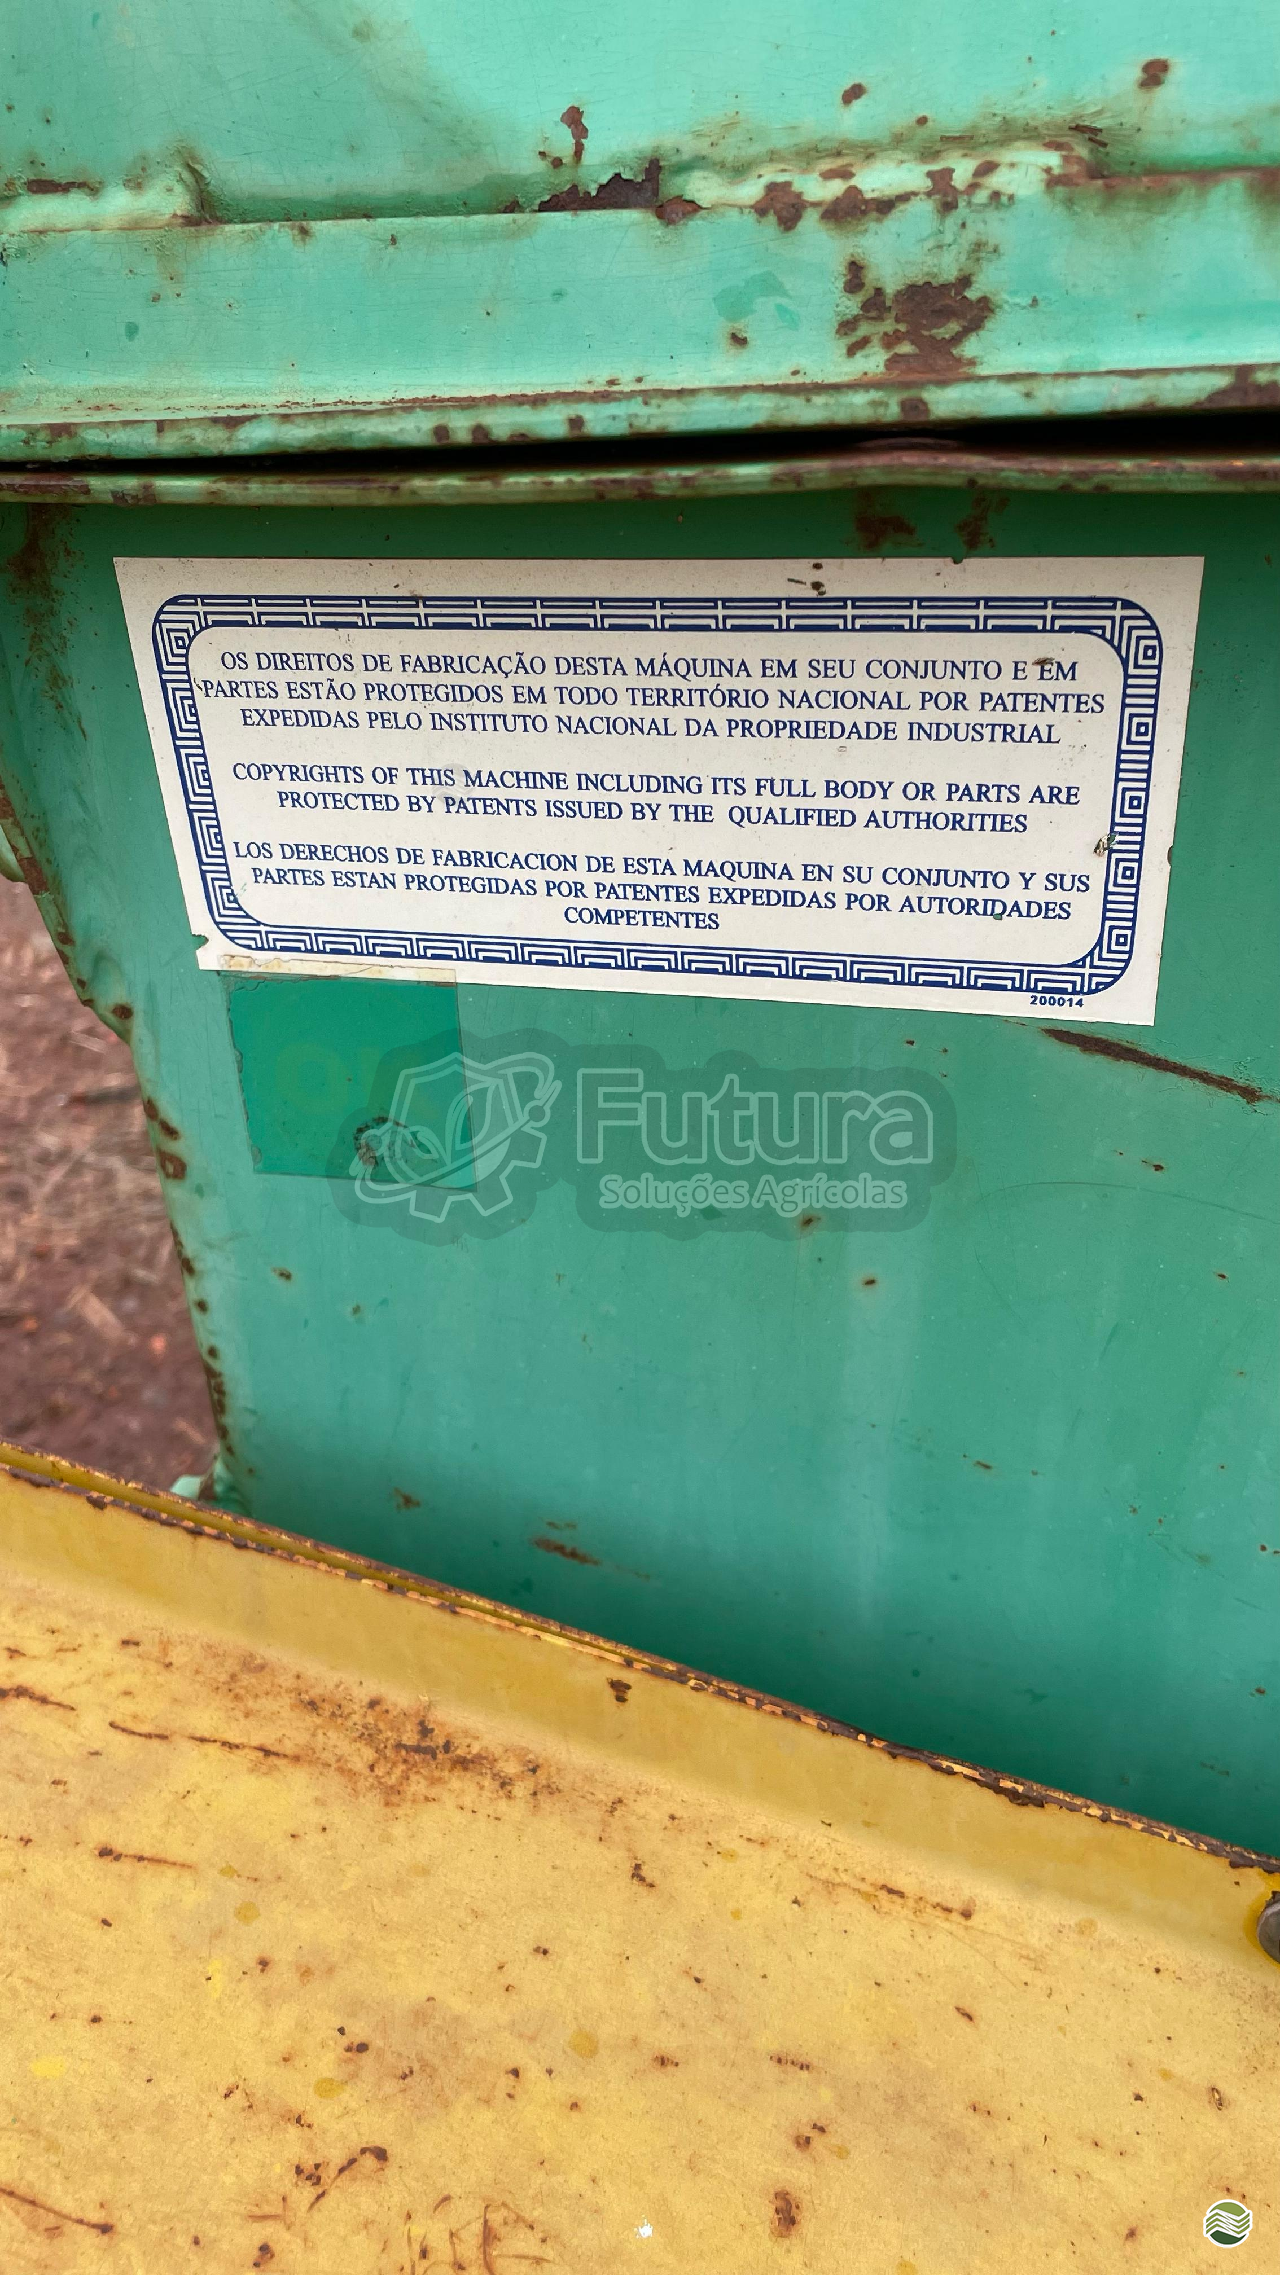 OS DIREITOS DE FABRICAÇÃO DESTA MÁQUINA EM SEU CONJUNTO E EM
PARTES ESTÃO PROTEGIDOS EM TODO TERRITÓRIO NACIONAL POR PATENTES
EXPEDIDAS PELO INSTITUTO NACIONAL DA PROPRIEDADE INDUSTRIAL
COPYRIGHTS OF THIS MACHINE INCLUDING ITS FULL BODY OR PARTS ARE
PROTECTED BY PATENTS ISSUED BY THE QUALIFIED AUTHORITIES
LOS DERECHOS DE FABRICACION DE ESTA MAQUINA EN SU CONJUNTO Y SUS
PARTES ESTAN PROTEGIDAS POR PATENTES EXPEDIDAS POR AUTORIDADES
COMPETENTES
200014
Futura
Soluções Agrícolas